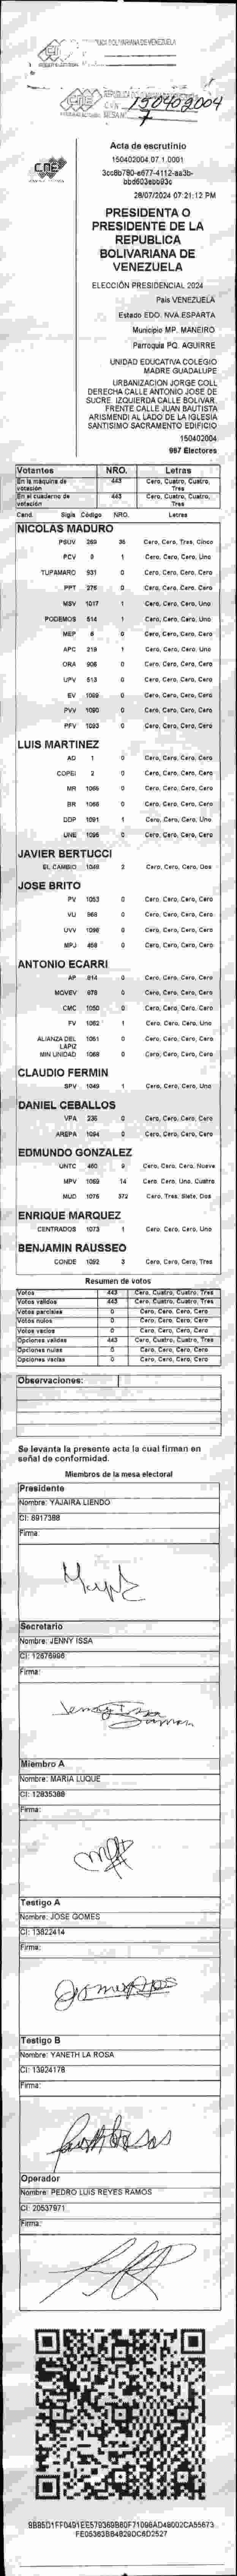 CNE
REPÚBLICA BOLIVARIANA DE VENEZUELA
CNE
150402004
MESA
7
CNE
Acta de escrutinio
150402004.07.1.0001
28/07/2024 07:21:12 PM
PRESIDENTA O
PRESIDENTE DE LA
REPUBLICA
BOLIVARIANA DE
VENEZUELA
ELECCIÓN PRESIDENCIAL 2024
País VENEZUELA
Estado EDO. NVA.ESPARTA
Municipio MP. MANEIRO
Parroquia PQ. AGUIRRE
UNIDAD EDUCATIVA COLEGIO
MADRE GUADALUPE
URBANIZACION JORGE COLL
DERECHA CALLE ANTONIO JOSE DE
SUCRE. IZQUIERDA CALLE BOLIVAR.
FRENTE CALLE JUAN BAUTISTA
ARISMENDI AL LADO DE LA IGLESIA
SANTISIMO SACRAMENTO EDIFICIO
150402004
967 Electores
Votantes NRO. Letras
En la máquina de votación 443 Cero, Cuatro, Cuatro, Tres
En el cuaderno de votación 443 Cero, Cuatro, Cuatro, Tres
Cand. Sigla Código NRO. Letras
NICOLAS MADURO
PSUV 269 35 Cero, Cero, Tres, Cinco
PCV 9 1 Cero, Cero, Cero, Uno
TUPAMARO 931 0 Cero, Cero, Cero, Cero
PPT 275 0 Cero, Cero, Cero, Cero
MSV 1017 1 Cero, Cero, Cero, Uno
PODEMOS 514 1 Cero, Cero, Cero, Uno
MEP 6 0 Cero, Cero, Cero, Cero
APC 219 1 Cero, Cero, Cero, Uno
ORA 906 0 Cero, Cero, Cero, Cero
UPV 513 0 Cero, Cero, Cero, Cero
EV 1089 0 Cero, Cero, Cero, Cero
PVV 1090 0 Cero, Cero, Cero, Cero
PFV 1093 0 Cero, Cero, Cero, Cero
LUIS MARTINEZ
AD 1 0 Cero, Cero, Cero, Cero
COPEI 2 0 Cero, Cero, Cero, Cero
MR 1065 0 Cero, Cero, Cero, Cero
BR 1066 0 Cero, Cero, Cero, Cero
DDP 1091 1 Cero, Cero, Cero, Uno
UNE 1096 0 Cero, Cero, Cero, Cero
JAVIER BERTUCCI
EL CAMBIO 1048 2 Cero, Cero, Cero, Dos
JOSE BRITO
PV 1053 0 Cero, Cero, Cero, Cero
VU 968 0 Cero, Cero, Cero, Cero
UVV 1098 0 Cero, Cero, Cero, Cero
MPJ 459 0 Cero, Cero, Cero, Cero
ANTONIO ECARRI
AP 914 0 Cero, Cero, Cero, Cero
MOVEV 978 0 Cero, Cero, Cero, Cero
CMC 1050 0 Cero, Cero, Cero, Cero
FV 1052 1 Cero, Cero, Cero, Uno
ALIANZA DEL LAPIZ 1051 0 Cero, Cero, Cero, Cero
MIN UNIDAD 1068 0 Cero, Cero, Cero, Cero
CLAUDIO FERMIN
SPV 1049 1 Cero, Cero, Cero, Uno
DANIEL CEBALLOS
VPA 236 0 Cero, Cero, Cero, Cero
AREPA 1094 0 Cero, Cero, Cero, Cero
EDMUNDO GONZALEZ
UNTC 460 9 Cero, Cero, Cero, Nueve
MPV 1069 14 Cero, Cero, Uno, Cuatro
MUD 1076 372 Cero, Tres, Siete, Dos
ENRIQUE MARQUEZ
CENTRADOS 1073 1 Cero, Cero, Cero, Uno
BENJAMIN RAUSSEO
CONDE 1092 3 Cero, Cero, Cero, Tres
Resumen de votos
Votos 443 Cero, Cuatro, Cuatro, Tres
Votos válidos 443 Cero, Cuatro, Cuatro, Tres
Votos parciales 0 Cero, Cero, Cero, Cero
Votos nulos 0 Cero, Cero, Cero, Cero
Votos vacíos 0 Cero, Cero, Cero, Cero
Opciones válidas 443 Cero, Cuatro, Cuatro, Tres
Opciones nulas 0 Cero, Cero, Cero, Cero
Opciones vacías 0 Cero, Cero, Cero, Cero
Observaciones:
Se levanta la presente acta la cual firman en
señal de conformidad.
Miembros de la mesa electoral
Presidente
Nombre: YAJAIRA LIENDO
CI: 8917388
Firma:
Secretario
Nombre: JENNY ISSA
CI: 12676996
Firma:
Miembro A
Nombre: MARIA LUQUE
CI: 12835389
Firma:
Testigo A
Nombre: JOSE GOMES
CI: 13822414
Firma:
Testigo B
Nombre: YANETH LA ROSA
CI: 13924178
Firma:
Operador
Nombre: PEDRO LUIS REYES RAMOS
CI: 20537971
Firma: